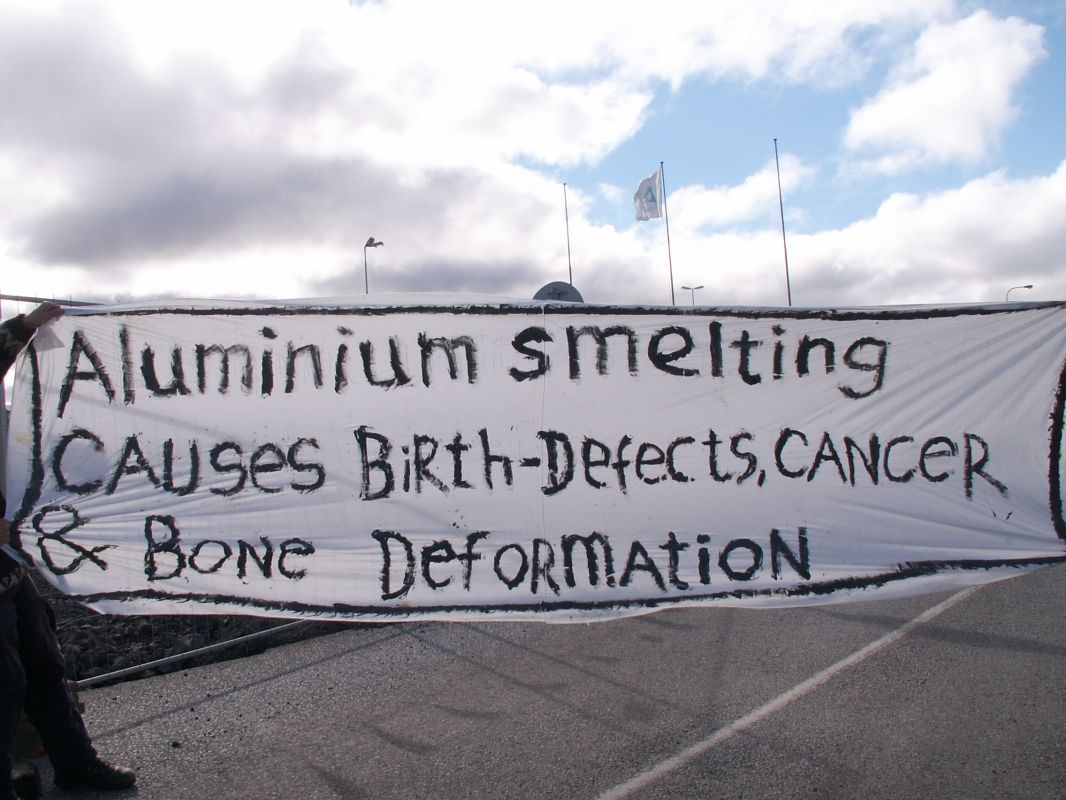 Aluminium smelting
CAUSES BiRth-Defects, CANCeR
& Bone DefoRMAtioN